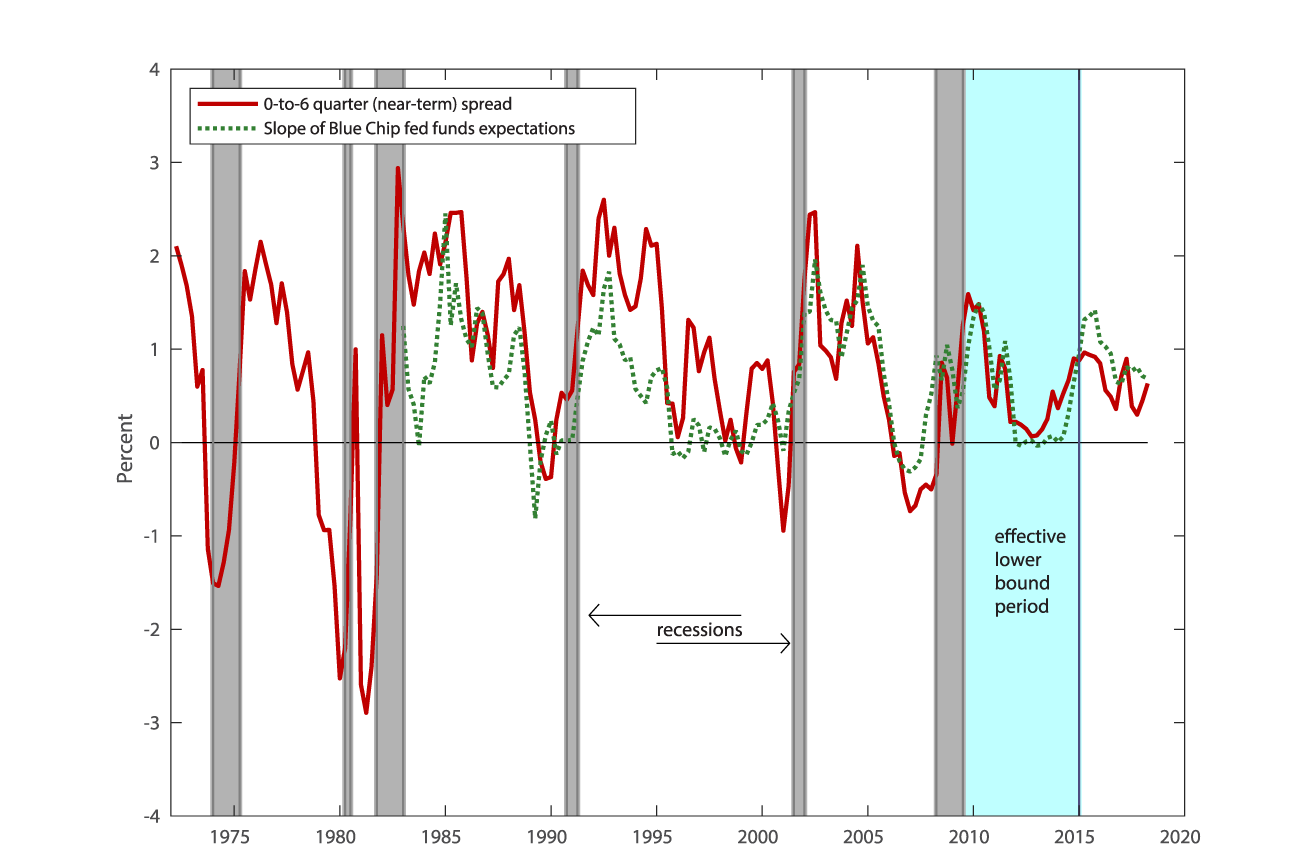 4
3
2
1
0
-1
-2
-3
-4
Percent
0-to-6 quarter (near-term) spread
Slope of Blue Chip fed funds expectations
effective
lower
bound
period
recessions
1975 1980 1985 1990 1995 2000 2005 2010 2015 2020